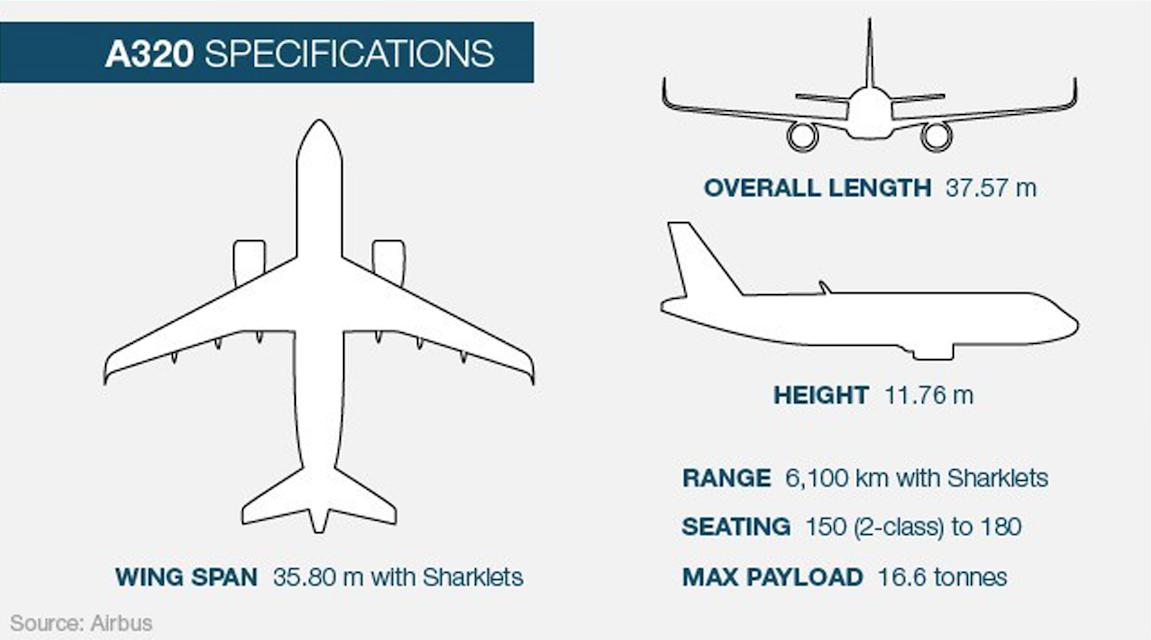 A320 SPECIFICATIONS
OVERALL LENGTH 37.57 m
HEIGHT 11.76 m
RANGE 6,100 km with Sharklets
SEATING 150 (2-class) to 180
MAX PAYLOAD 16.6 tonnes
WING SPAN 35.80 m with Sharklets
Source: Airbus